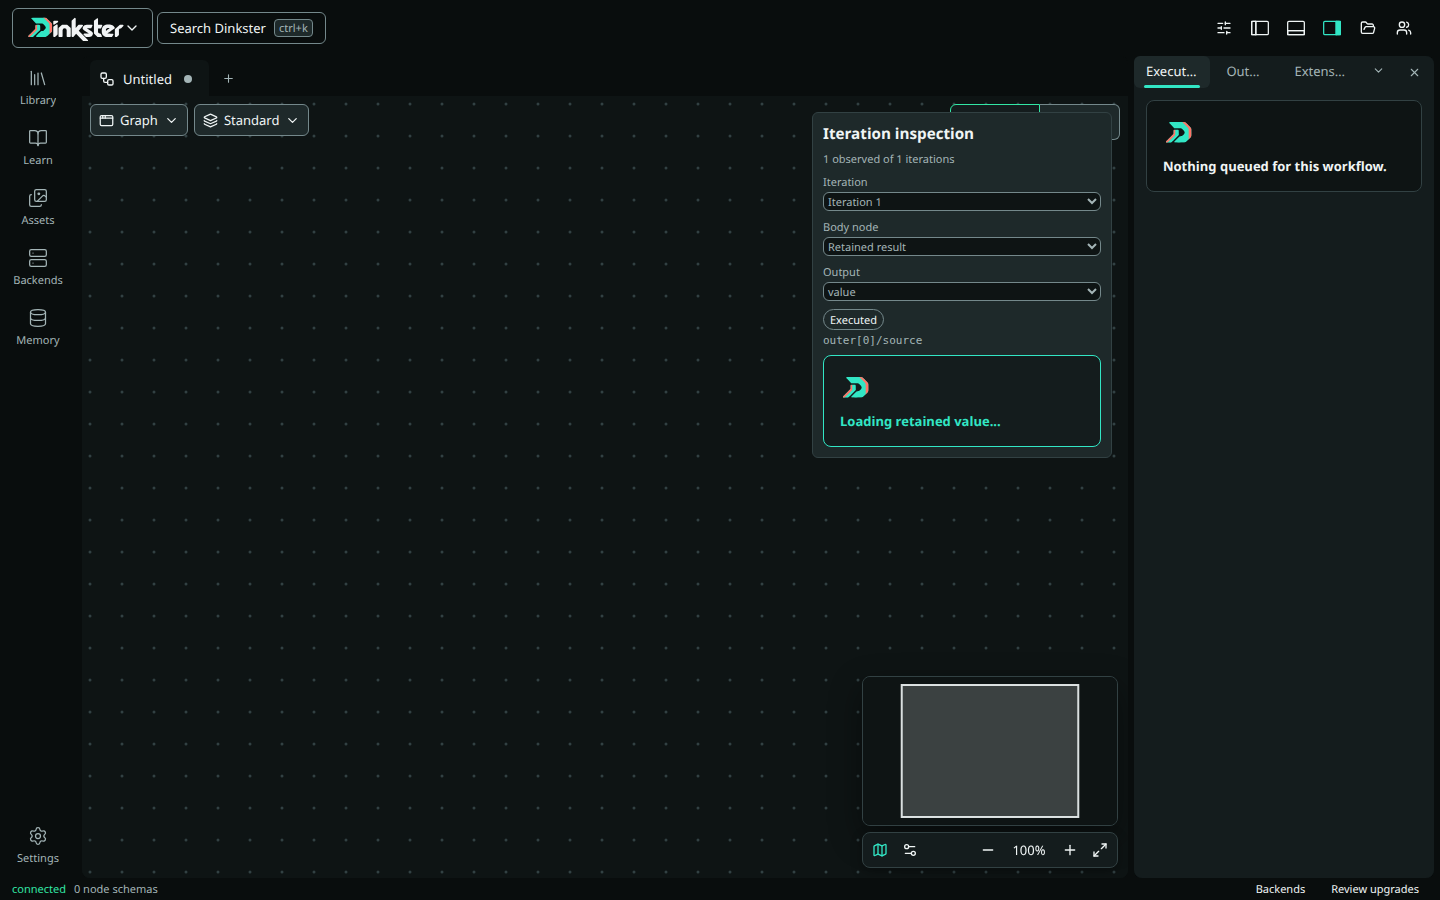 Dinkster
Search Dinkster ctrl+k
Library
Learn
Assets
Backends
Memory
Settings
Untitled
Graph
Standard
Iteration inspection
1 observed of 1 iterations
Iteration
Iteration 1
Body node
Retained result
Output
value
Executed
outer[0]/source
Loading retained value...
100%
Execut...
Out...
Extens...
Nothing queued for this workflow.
connected 0 node schemas
Backends
Review upgrades